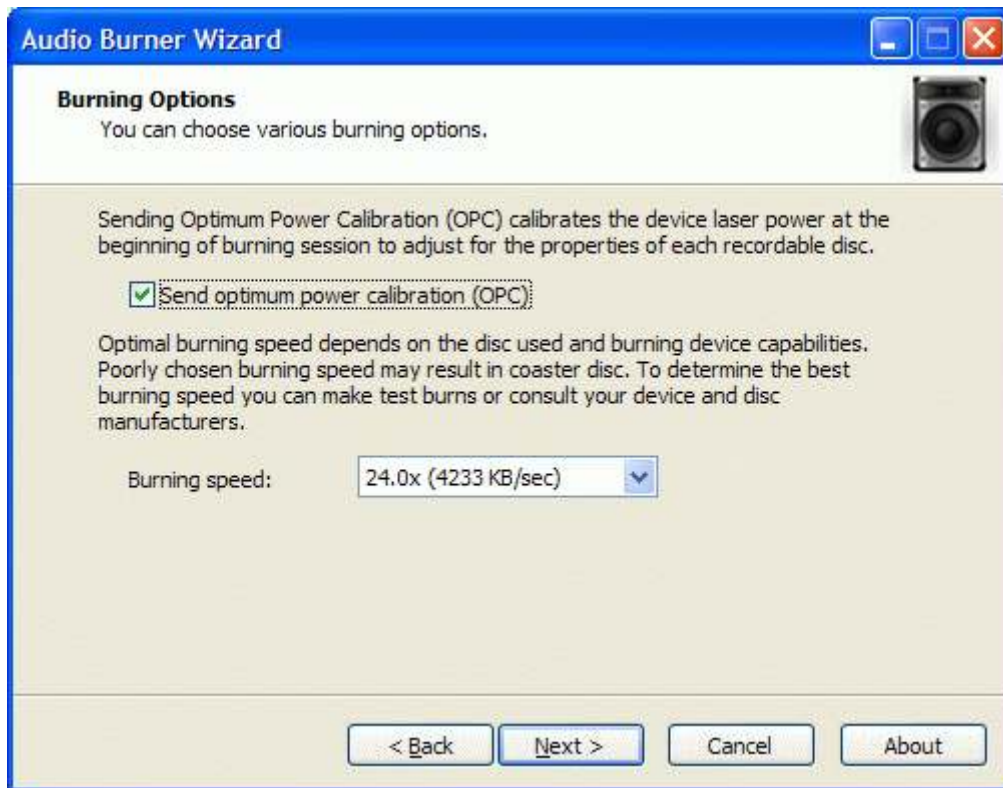 Audio Burner Wizard
Burning Options
You can choose various burning options.
Sending Optimum Power Calibration (OPC) calibrates the device laser power at the
beginning of burning session to adjust for the properties of each recordable disc.
Send optimum power calibration (OPC)
Optimal burning speed depends on the disc used and burning device capabilities.
Poorly chosen burning speed may result in coaster disc. To determine the best
burning speed you can make test burns or consult your device and disc
manufacturers.
Burning speed: 24.0x (4233 KB/sec)
< Back Next > Cancel About